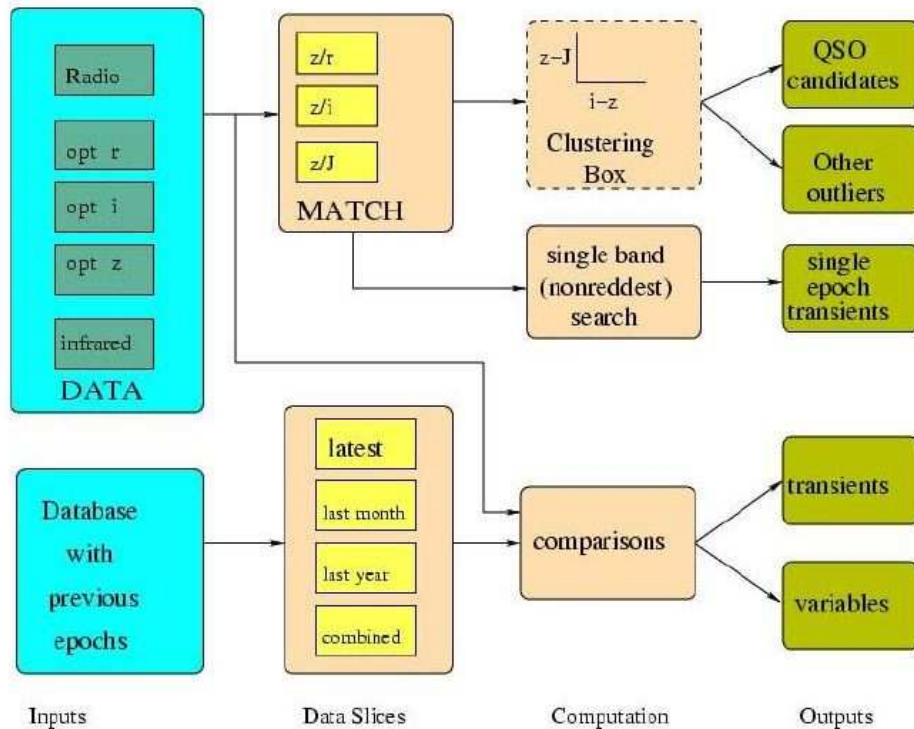 Radio
opt r
opt i
opt z
infrared
DATA
z/r
z/i
z/J
MATCH
z-J
i-z
Clustering
Box
QSO
candidates
Other
outliers
single band
(nonreddest)
search
single
epoch
transients
Database
with
previous
epochs
latest
last month
last year
combined
comparisons
transients
variables
Inputs
Data Slices
Computation
Outputs